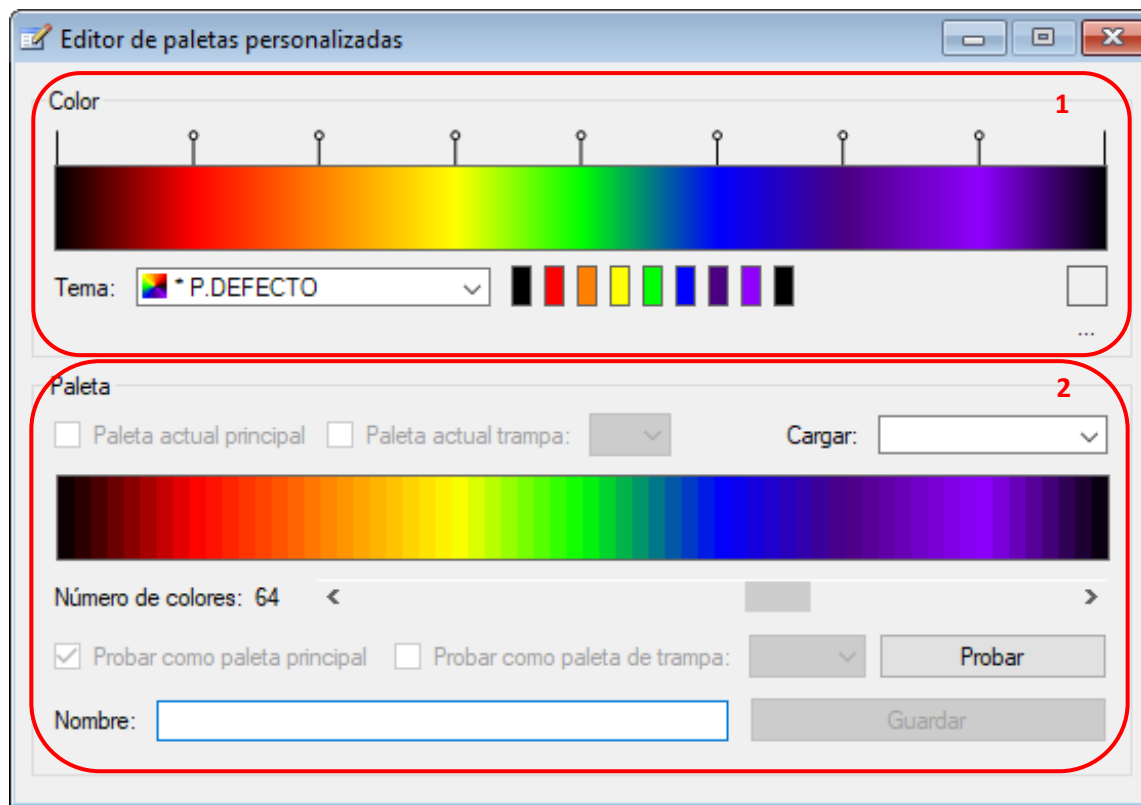 Editor de paletas personalizadas
Color
1
Tema: * P.DEFECTO
...
Paleta
2
Paleta actual principal Paleta actual trampa: Cargar:
Número de colores: 64
Probar como paleta principal Probar como paleta de trampa: Probar
Nombre: Guardar